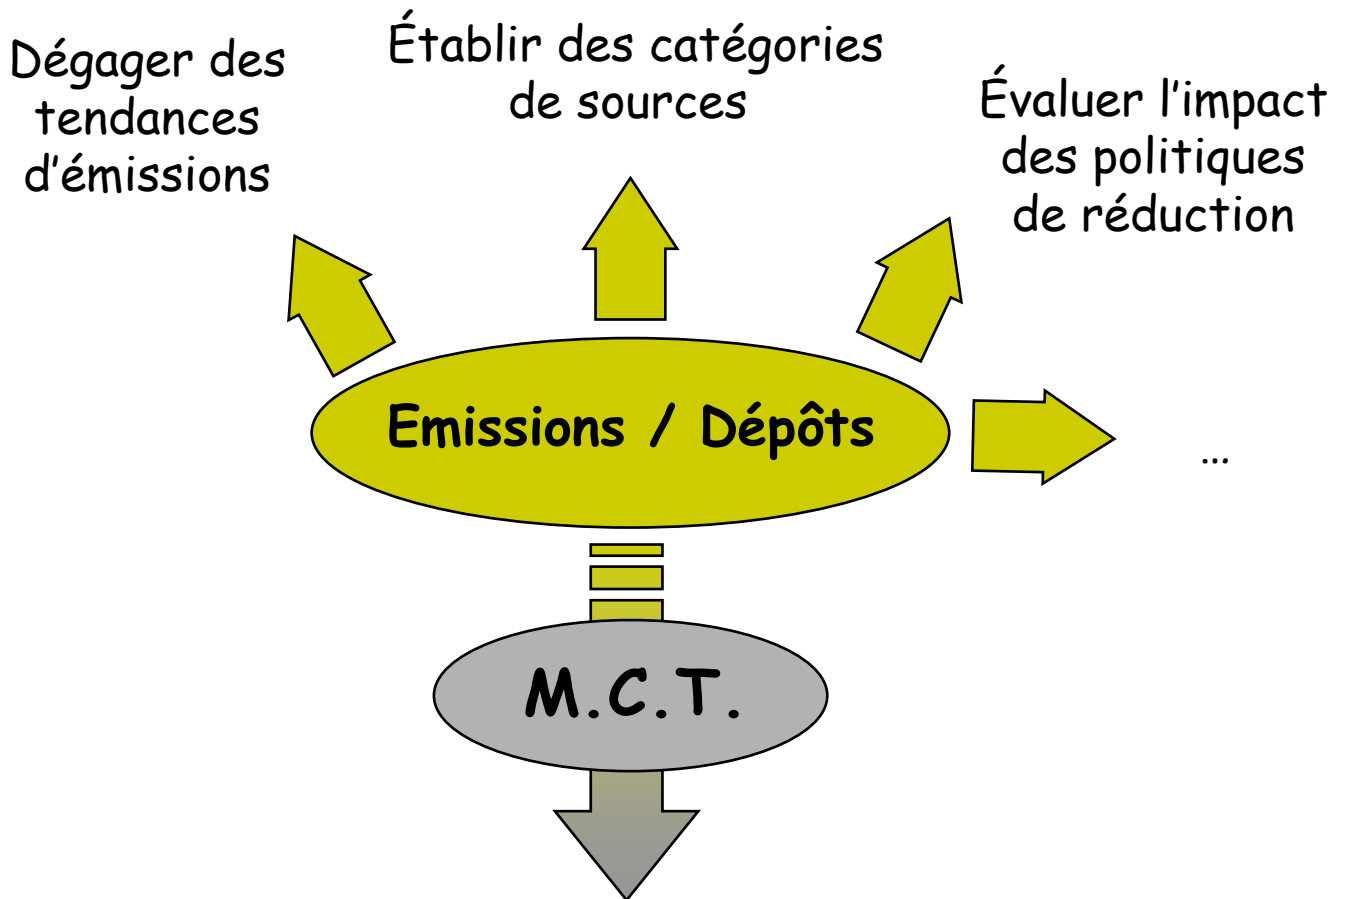 Dégager des
tendances
d'émissions
Établir des catégories
de sources
Évaluer l'impact
des politiques
de réduction
Emissions / Dépôts
...
M.C.T.